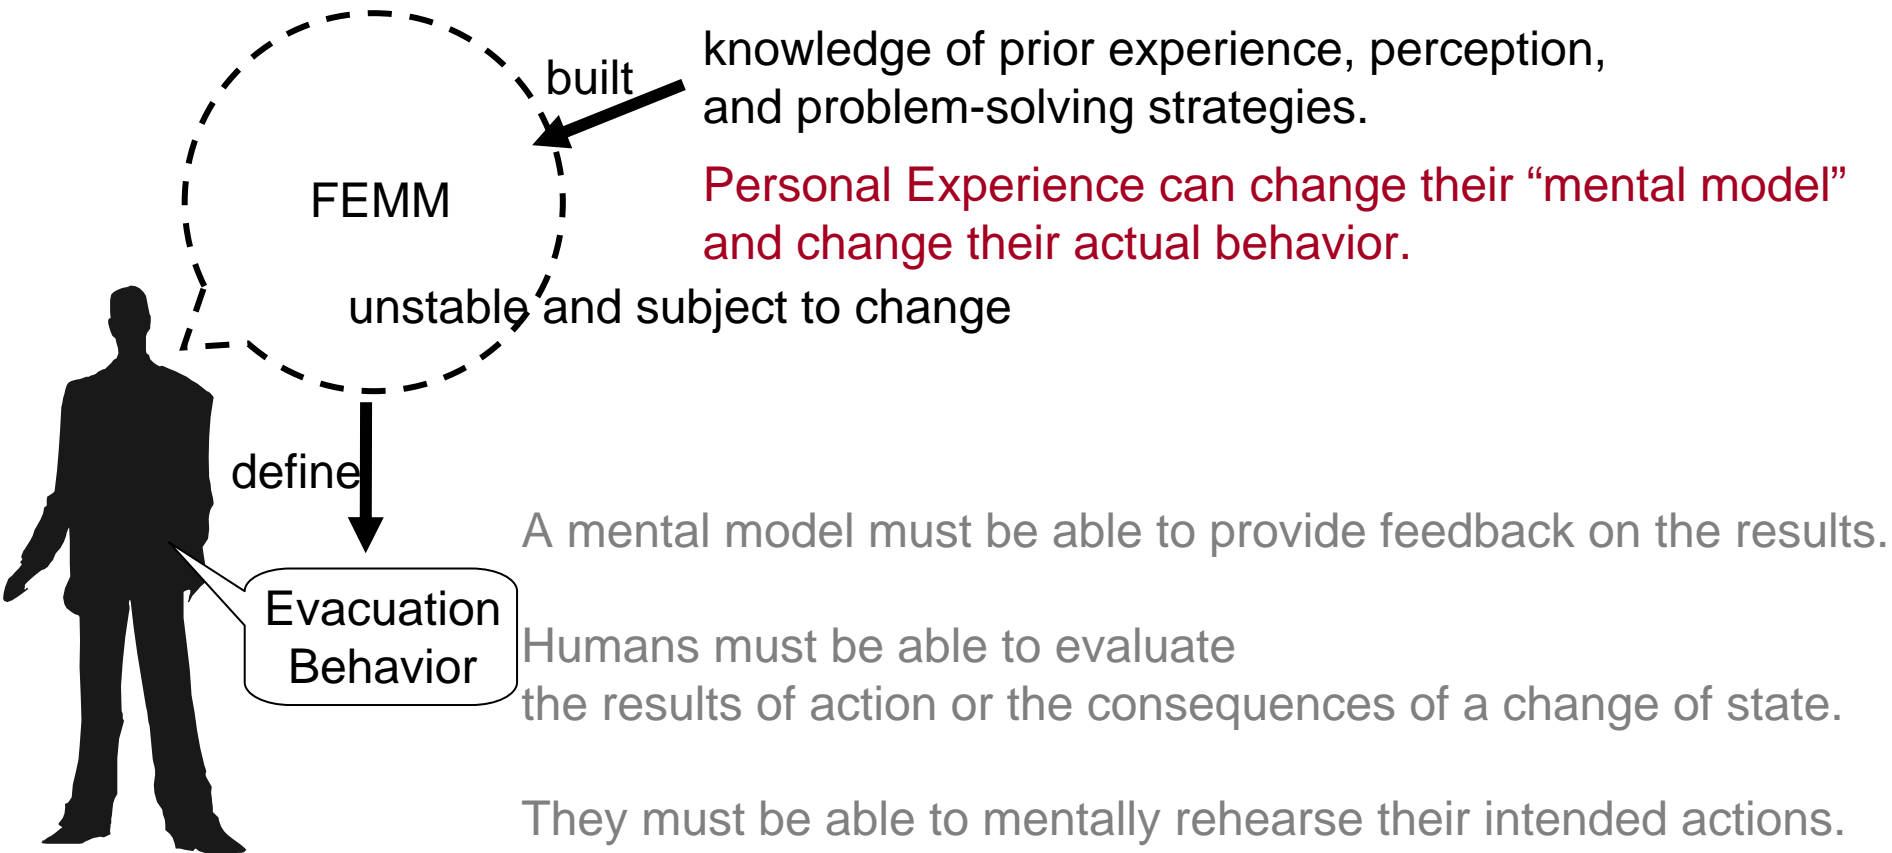 built
knowledge of prior experience, perception,
and problem-solving strategies.
FEMM
Personal Experience can change their “mental model”
and change their actual behavior.
unstable and subject to change
define
Evacuation
Behavior
A mental model must be able to provide feedback on the results.
Humans must be able to evaluate
the results of action or the consequences of a change of state.
They must be able to mentally rehearse their intended actions.